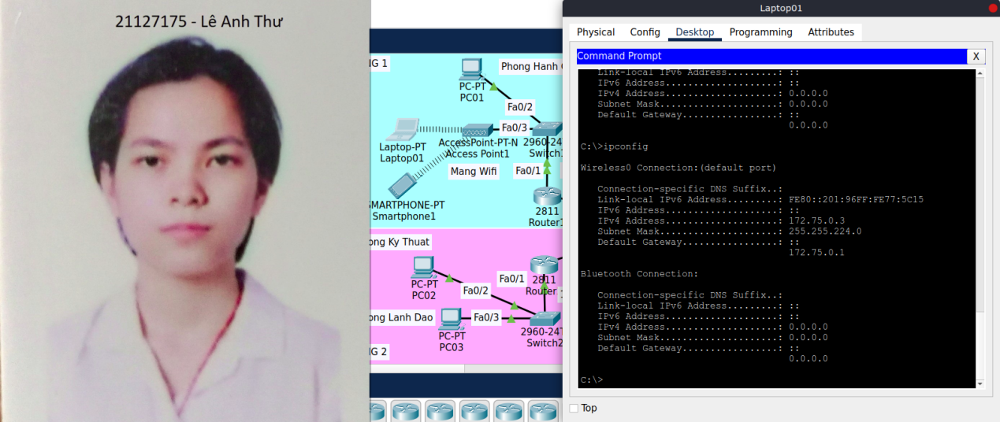 21127175 - Lê Anh Thư
NG 1
PC-PT
PC01
Phong Hanh
Fa0/2
Fa0/3
Laptop-PT
Laptop01
AccessPoint-PT-N
Access Point1
2960-24
Switch1
Mang Wifi
Fa0/1
SMARTPHONE-PT
Smartphone1
2811
Router1
ong Ky Thuat
PC-PT
PC02
Fa0/1
2811
Router
Fa0/2
ong Lanh Dao
Fa0/3
PC-PT
PC03
2960-24T
Switch2
NG 2
Laptop01
Physical Config Desktop Programming Attributes
Command Prompt
X
Link-local IPv6 Address.........: ::
IPv6 Address....................: ::
IPv4 Address....................: 0.0.0.0
Subnet Mask.....................: 0.0.0.0
Default Gateway.................: ::
0.0.0.0
C:\>ipconfig
Wireless0 Connection:(default port)
Connection-specific DNS Suffix..:
Link-local IPv6 Address.........: FE80::201:96FF:FE77:5C15
IPv6 Address....................: ::
IPv4 Address....................: 172.75.0.3
Subnet Mask.....................: 255.255.224.0
Default Gateway.................: ::
172.75.0.1
Bluetooth Connection:
Connection-specific DNS Suffix..:
Link-local IPv6 Address.........: ::
IPv6 Address....................: ::
IPv4 Address....................: 0.0.0.0
Subnet Mask.....................: 0.0.0.0
Default Gateway.................: ::
0.0.0.0
C:\>
Top